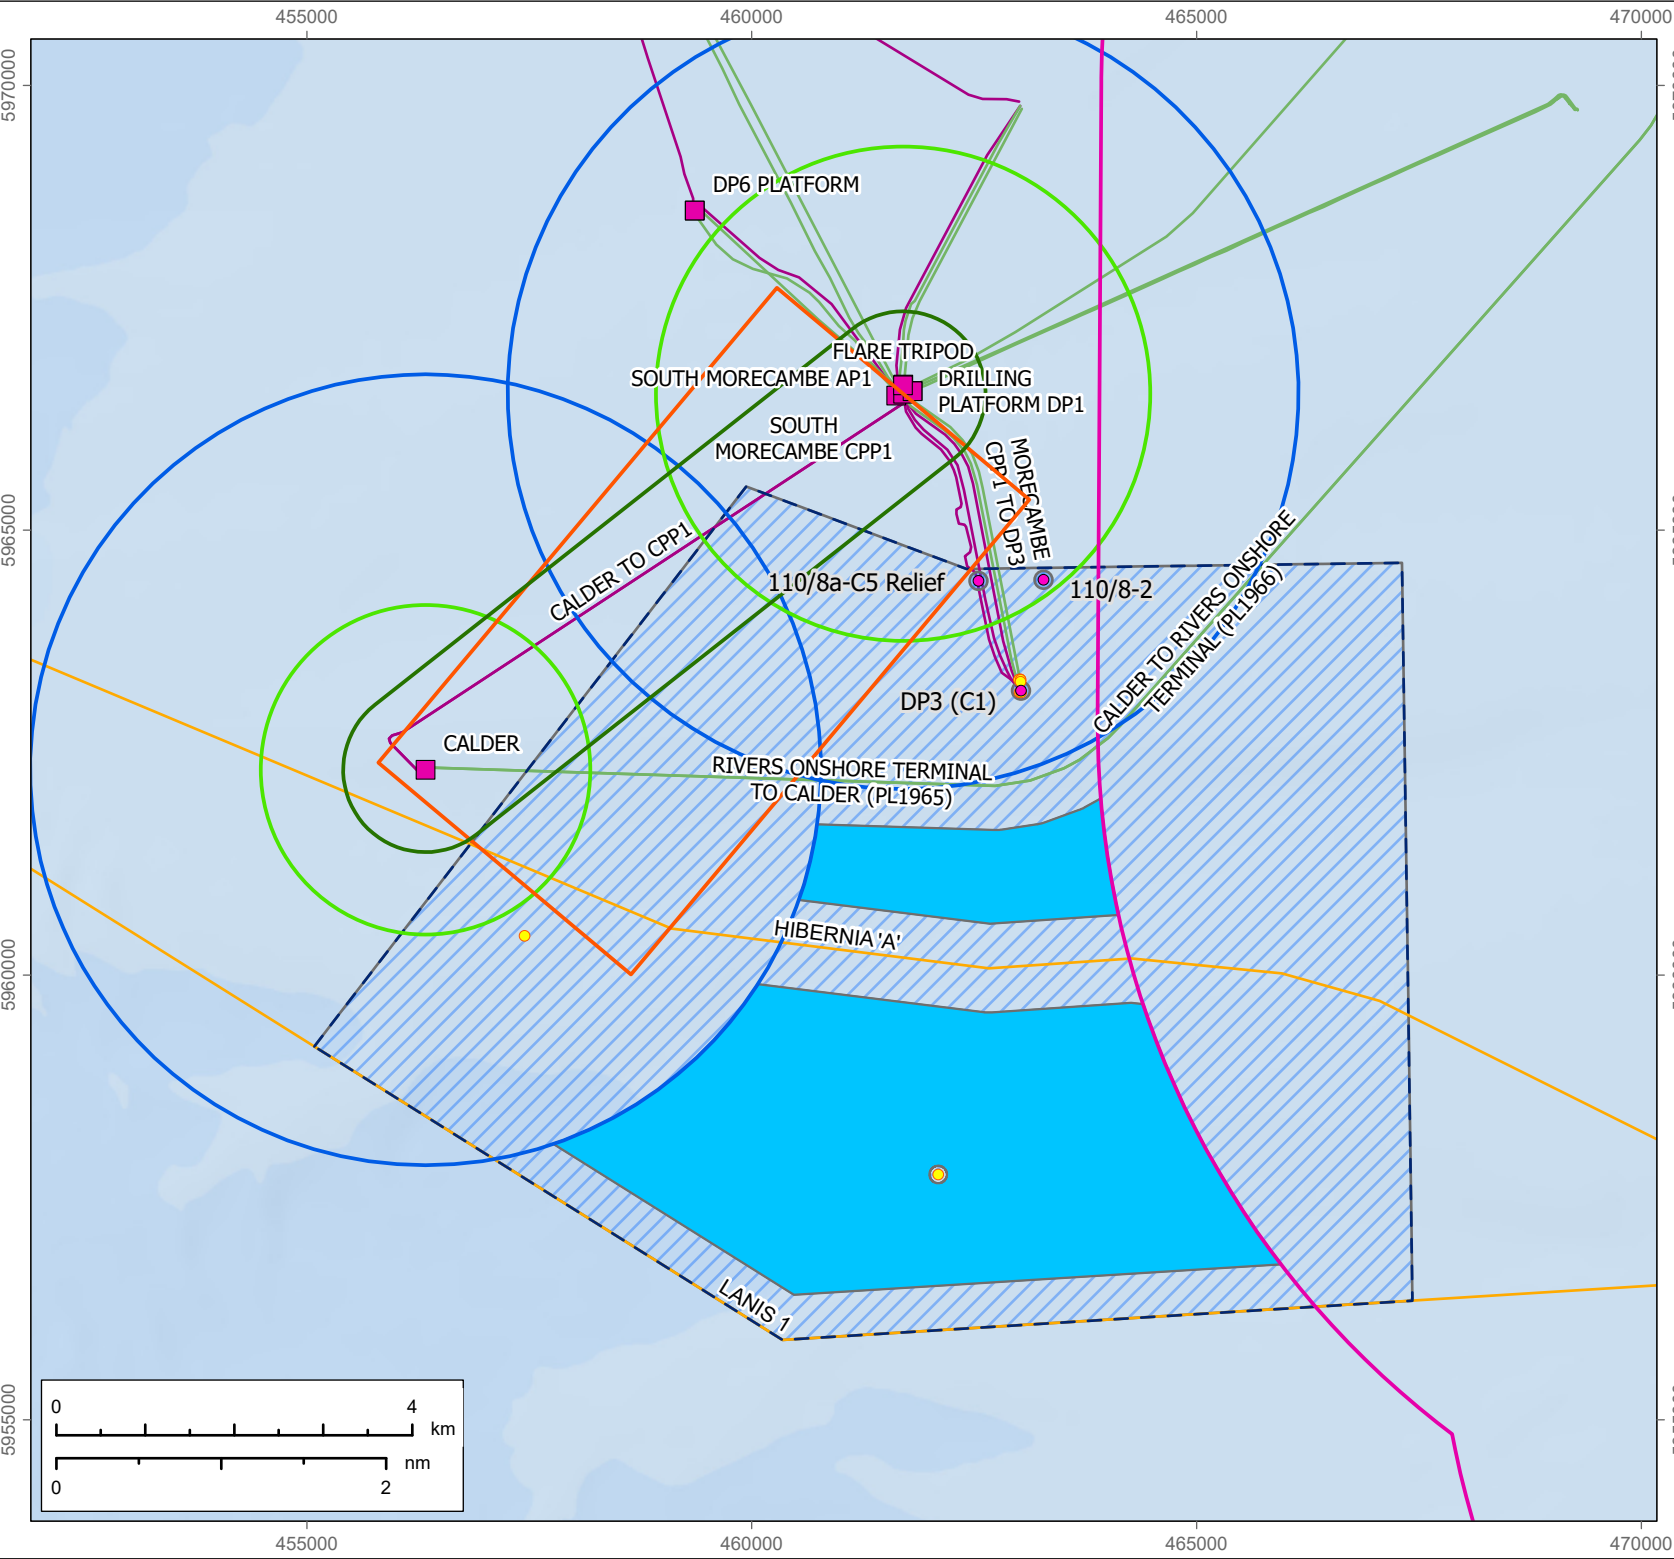 455000
460000
465000
470000
5970000
5965000
5960000
5955000
DP6 PLATFORM
FLARE TRIPOD
SOUTH MORECAMBE AP1
DRILLING
PLATFORM DP1
SOUTH
MORECAMBE CPP1
MORECAMBE
CPP1 TO DP3
CALDER TO CPP1
110/8a-C5 Relief
110/8-2
CALDER TO RIVERS ONSHORE
TERMINAL (PL1966)
DP3 (C1)
CALDER
RIVERS ONSHORE TERMINAL
TO CALDER (PL1965)
HIBERNIA 'A'
LANIS 1
0
4
km
nm
0
2
455000
460000
465000
470000